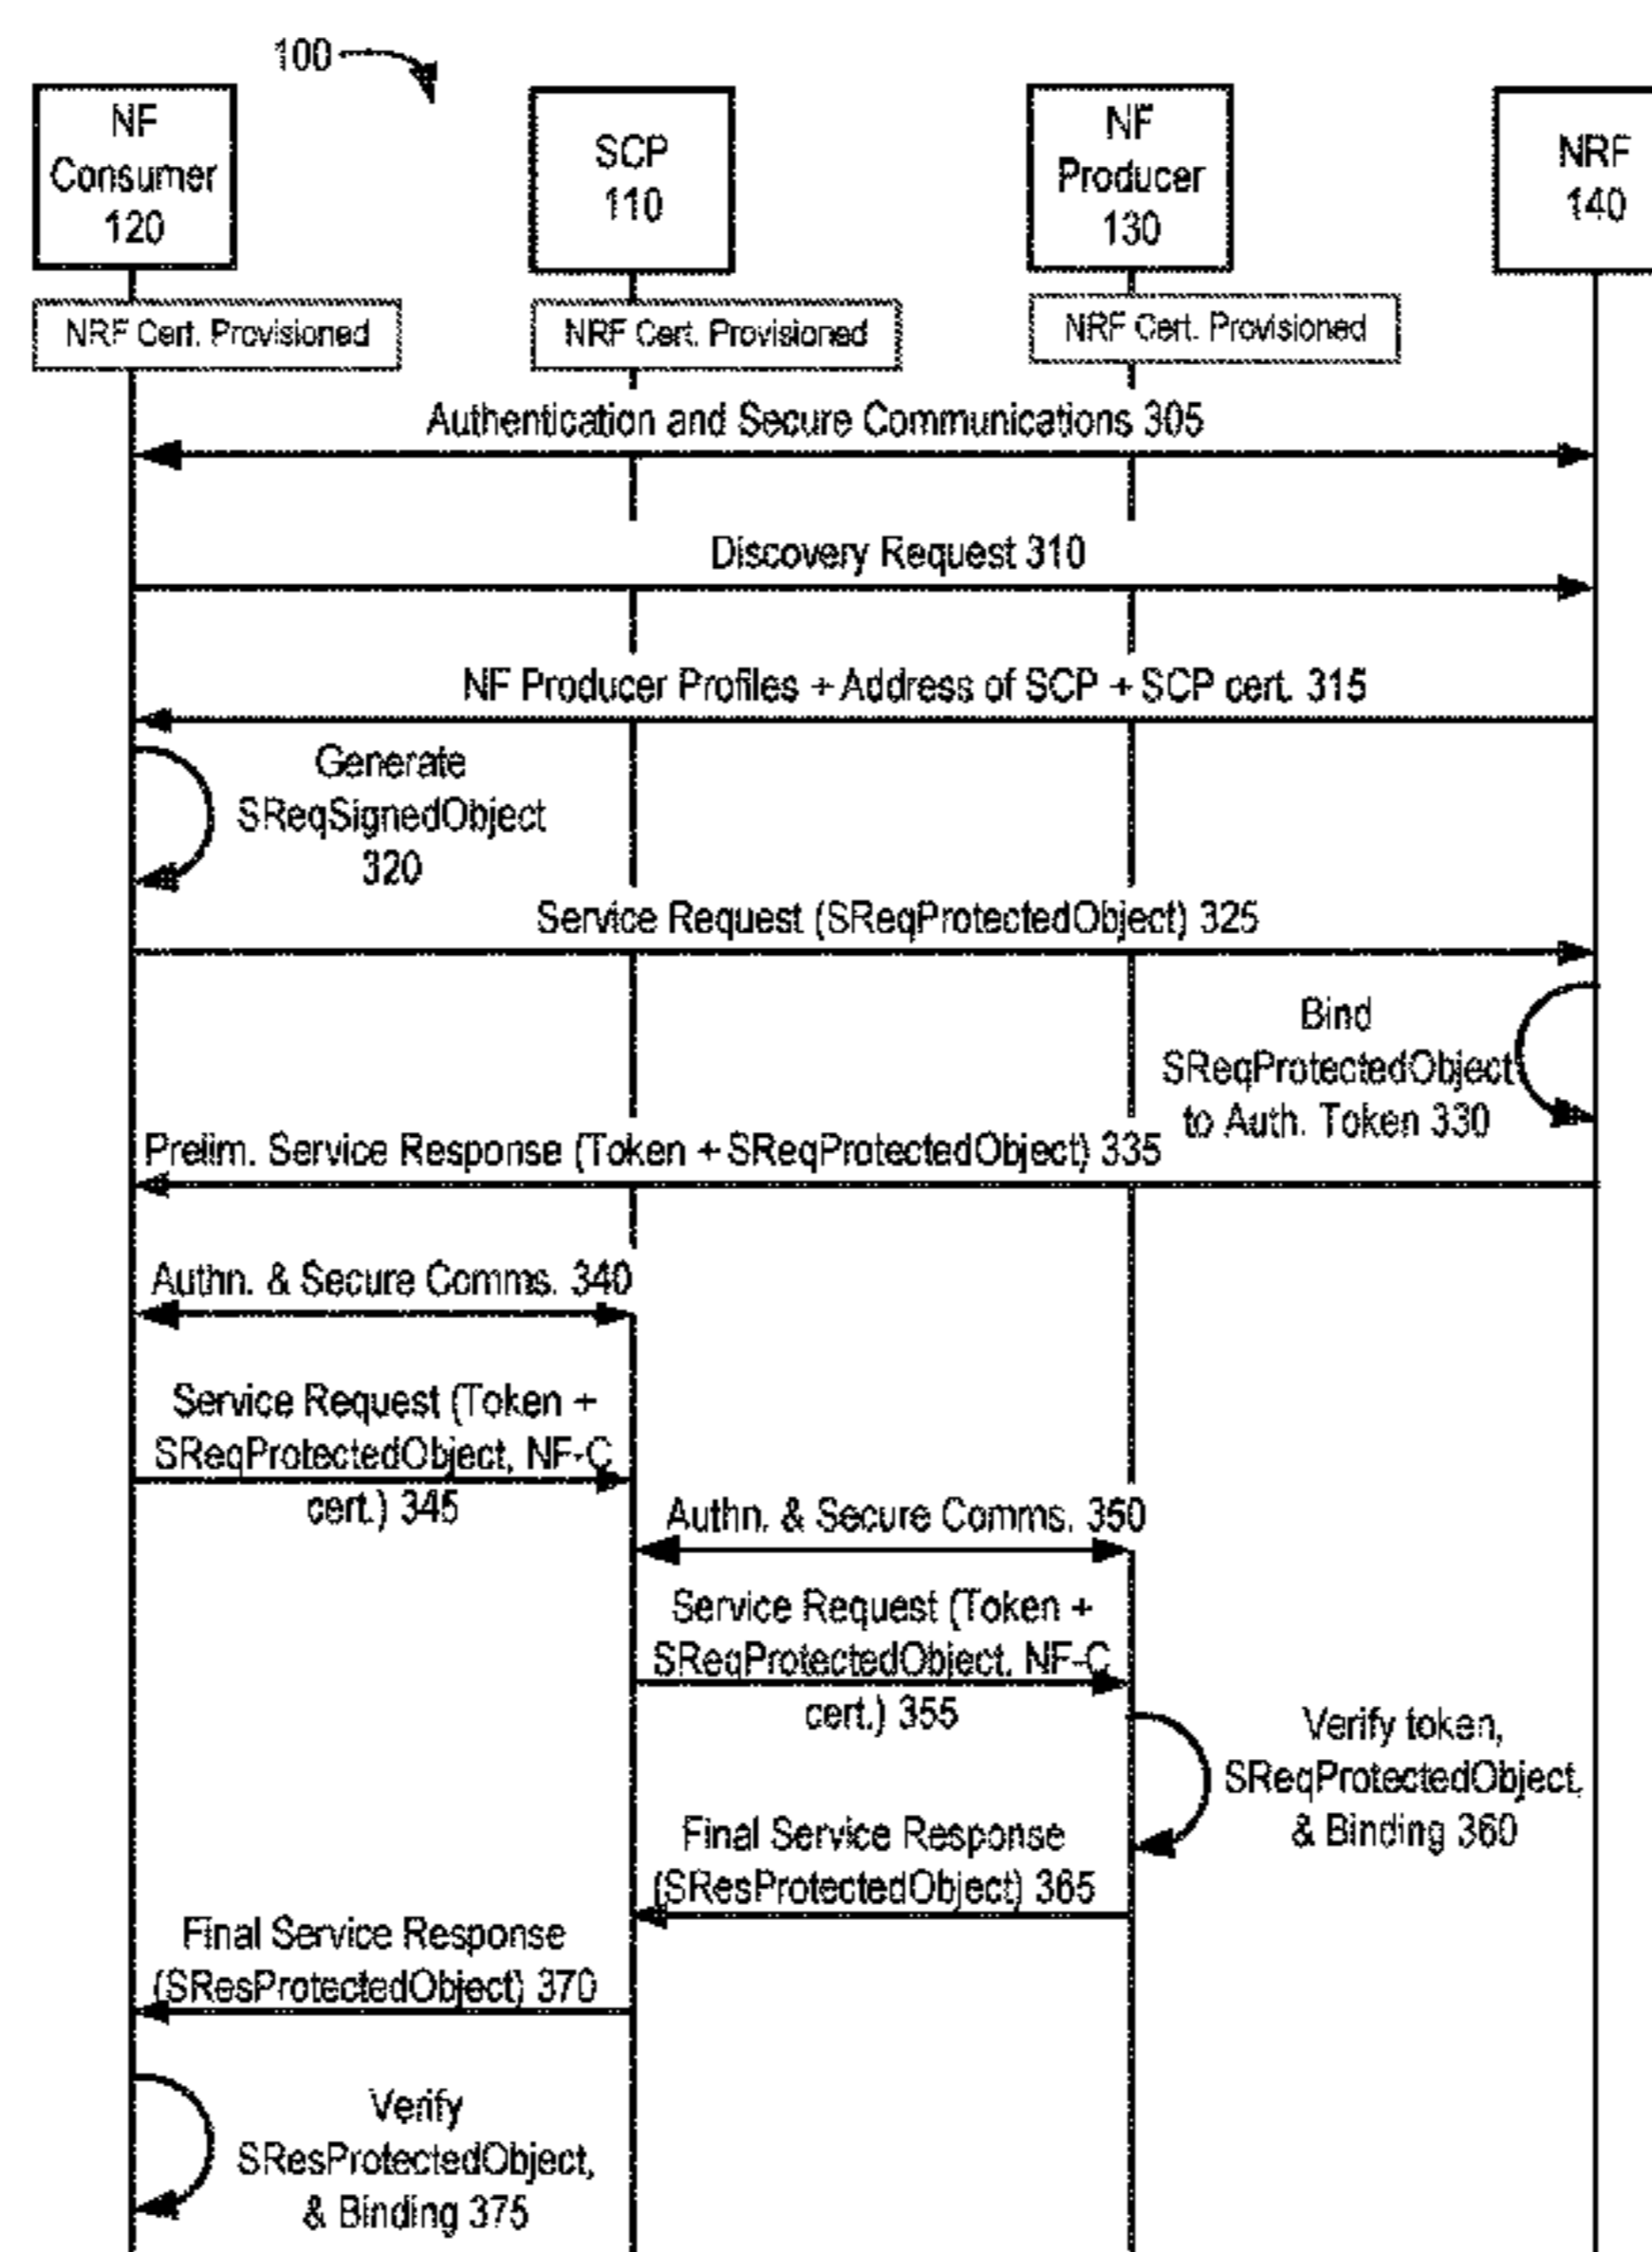 100
NF
Consumer
120
SCP
110
NF
Producer
130
NRF
140
NRF Cert. Provisioned
NRF Cert. Provisioned
NRF Cert. Provisioned
Authentication and Secure Communications 305
Discovery Request 310
NF Producer Profiles + Address of SCP + SCP cert. 315
Generate
SReqSignedObject
320
Service Request (SReqProtectedObject) 325
Bind
SReqProtectedObject
to Auth. Token 330
Prelim. Service Response (Token + SReqProtectedObject) 335
Authn. & Secure Comms. 340
Service Request (Token +
SReqProtectedObject, NF-C
cert.) 345
Authn. & Secure Comms. 350
Service Request (Token +
SReqProtectedObject, NF-C
cert.) 355
Verify token,
SReqProtectedObject,
& Binding 360
Final Service Response
(SResProtectedObject) 365
Final Service Response
(SResProtectedObject) 370
Verify
SResProtectedObject,
& Binding 375